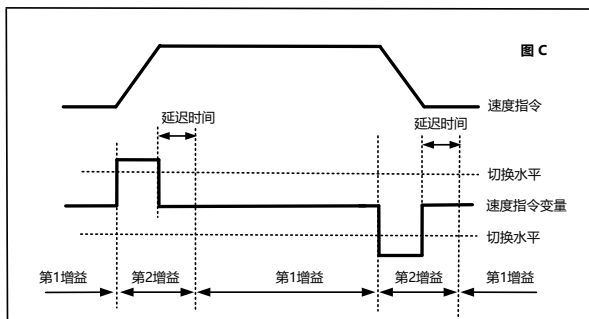 图 C
速度指令
延迟时间
延迟时间
切换水平
速度指令变量
切换水平
第1增益
第2增益
第1增益
第2增益
第1增益